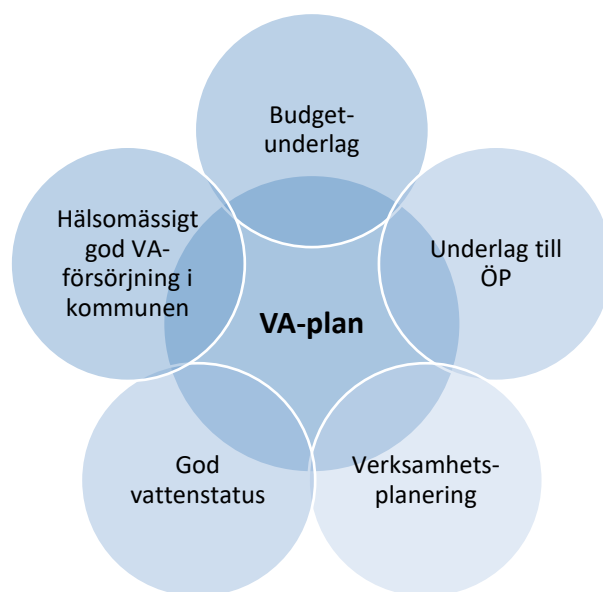 Budget-
underlag
Hälsomässigt
god VA-
försörjning i
kommunen
Underlag till
ÖP
VA-plan
God
vattenstatus
Verksamhets-
planering